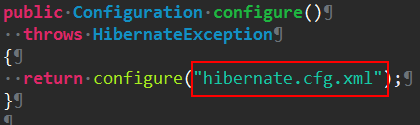 public Configuration configure()¶
  throws HibernateException¶
{¶
  return configure("hibernate.cfg.xml");¶
}¶
¶